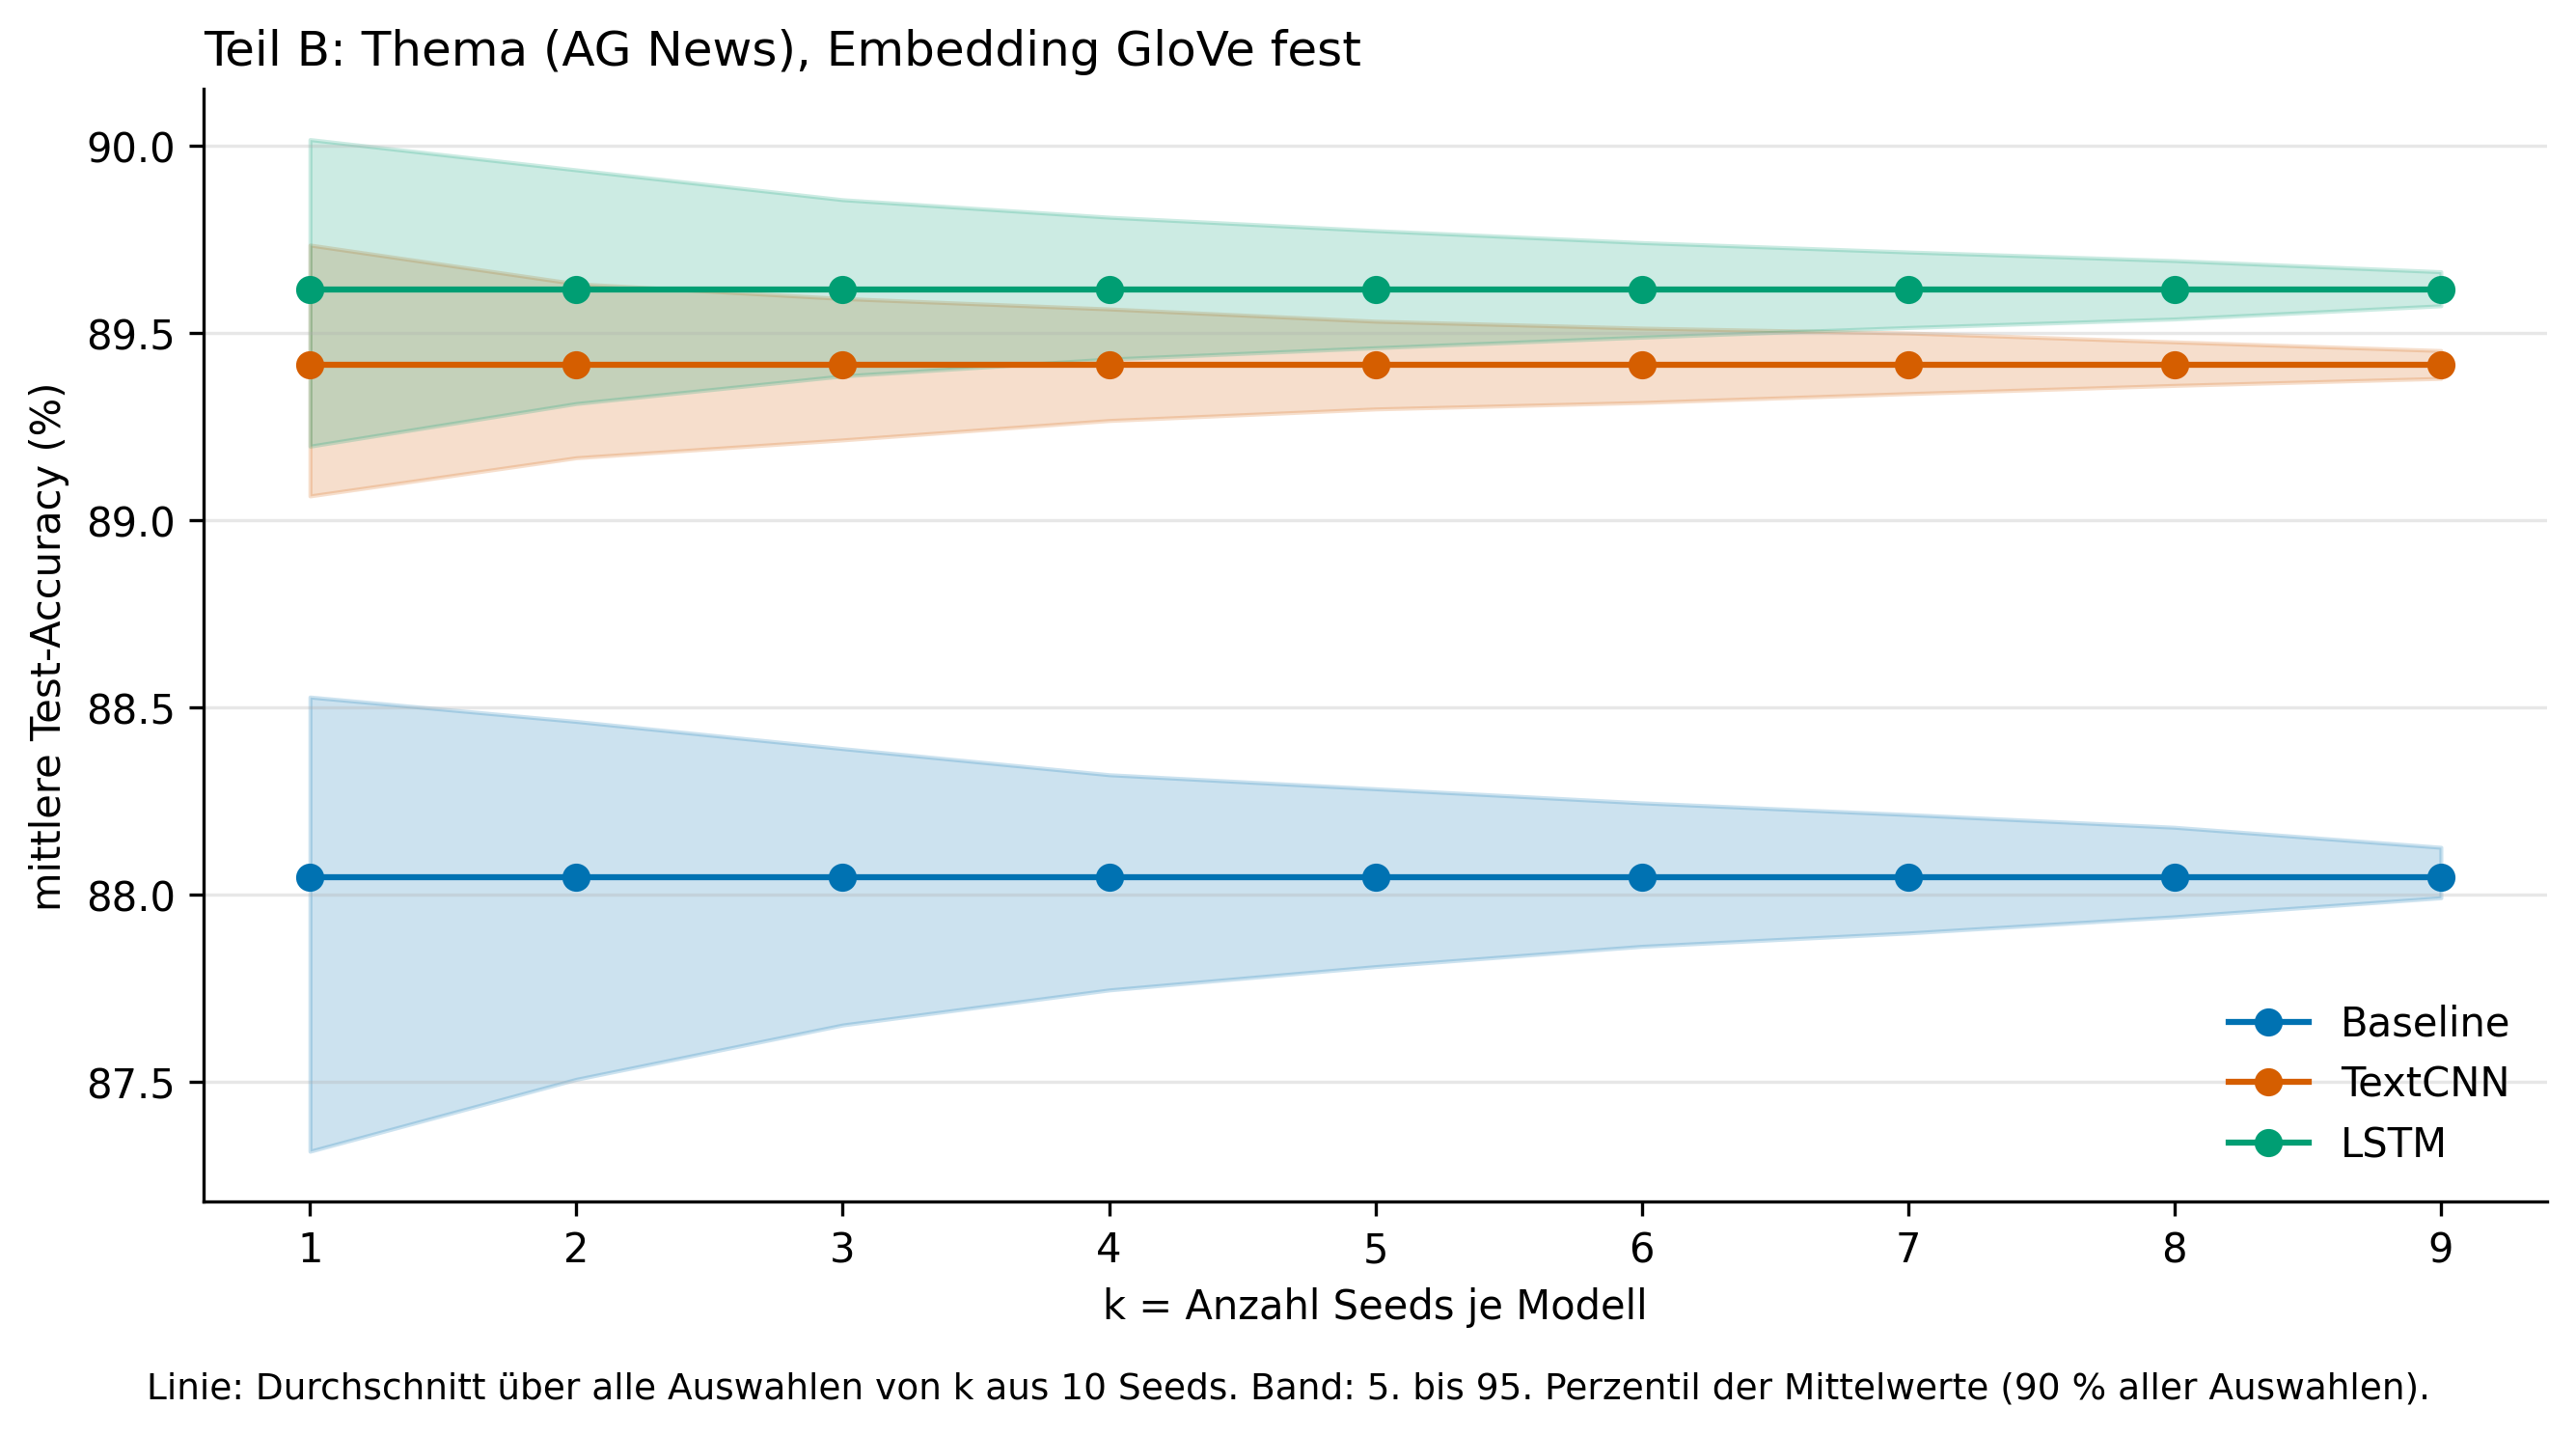 Teil B: Thema (AG News), Embedding GloVe fest
mittlere Test-Accuracy (%)
90.0
89.5
89.0
88.5
88.0
87.5
Baseline
TextCNN
LSTM
1 2 3 4 5 6 7 8 9
k = Anzahl Seeds je Modell
Linie: Durchschnitt über alle Auswahlen von k aus 10 Seeds. Band: 5. bis 95. Perzentil der Mittelwerte (90 % aller Auswahlen).